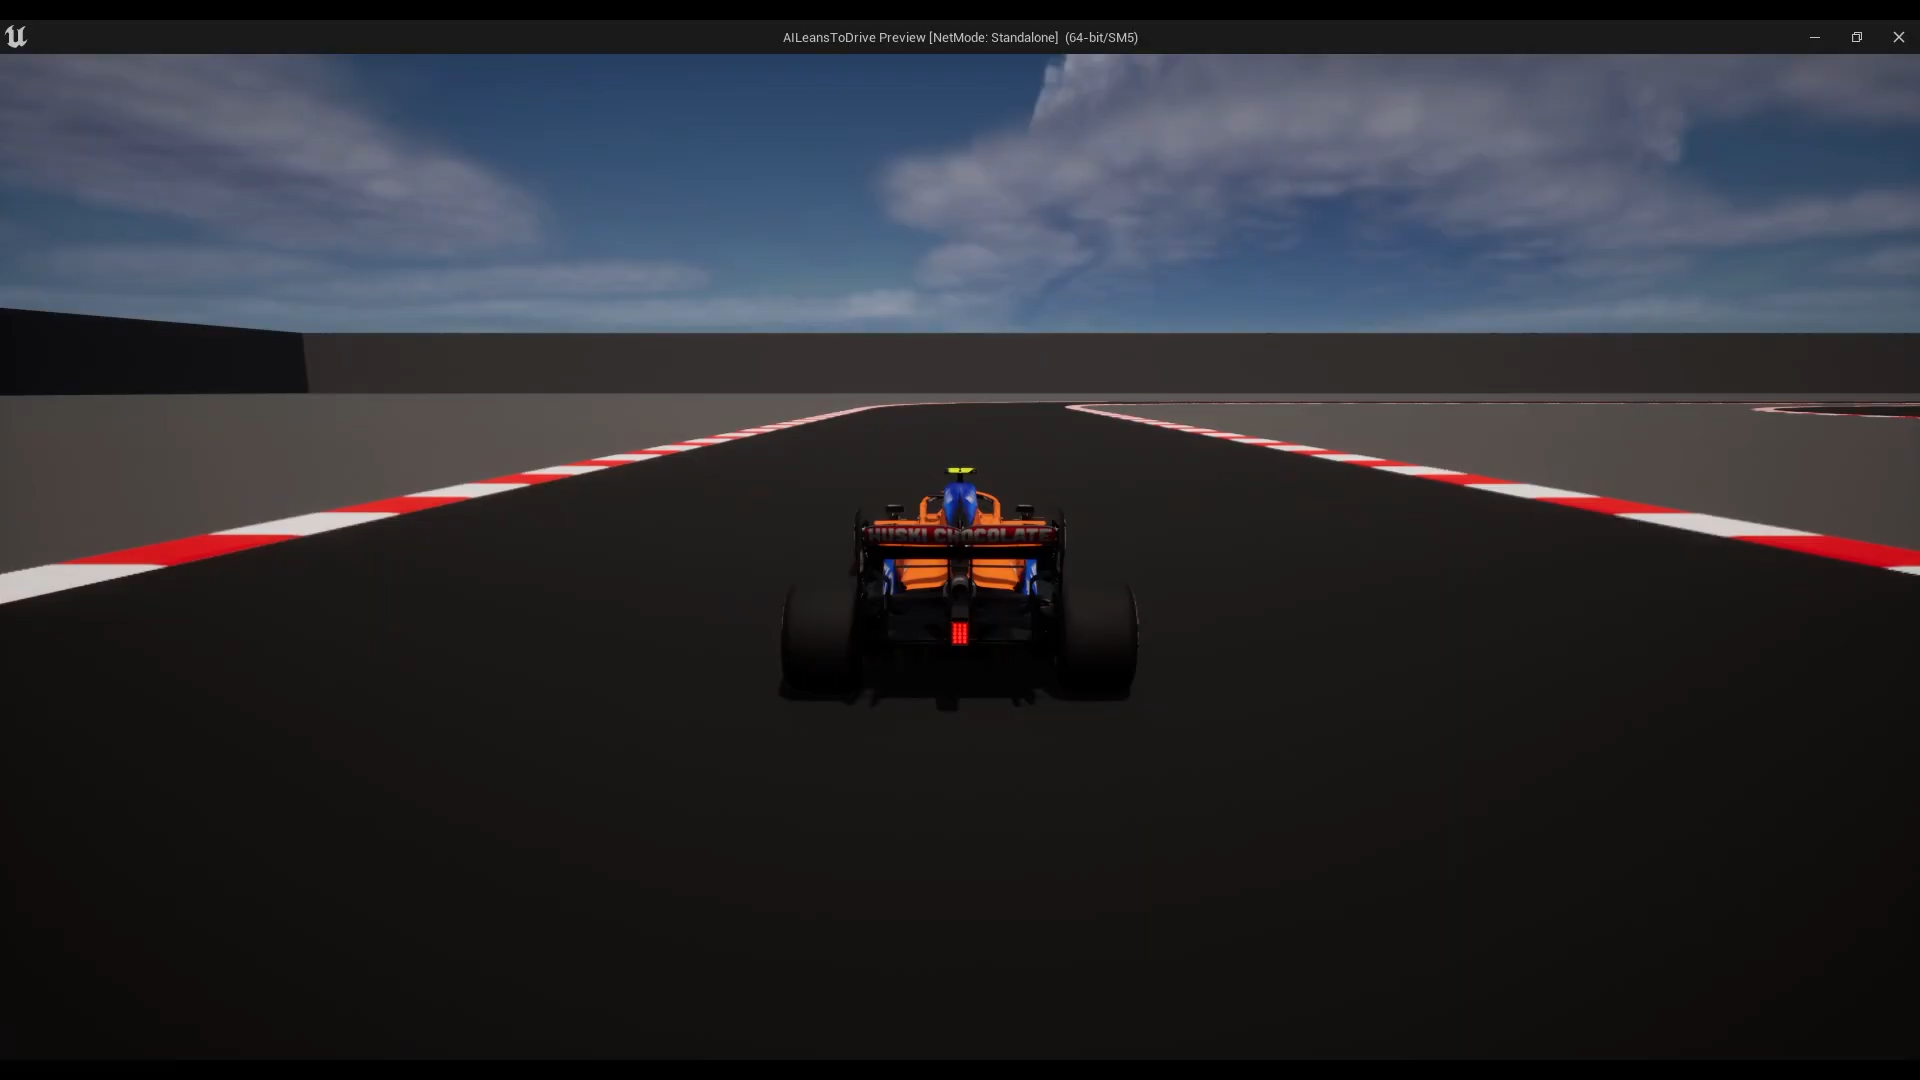 AILeansToDrive Preview [NetMode: Standalone] (64-bit/SM5)
HUSKI CHOCOLATE